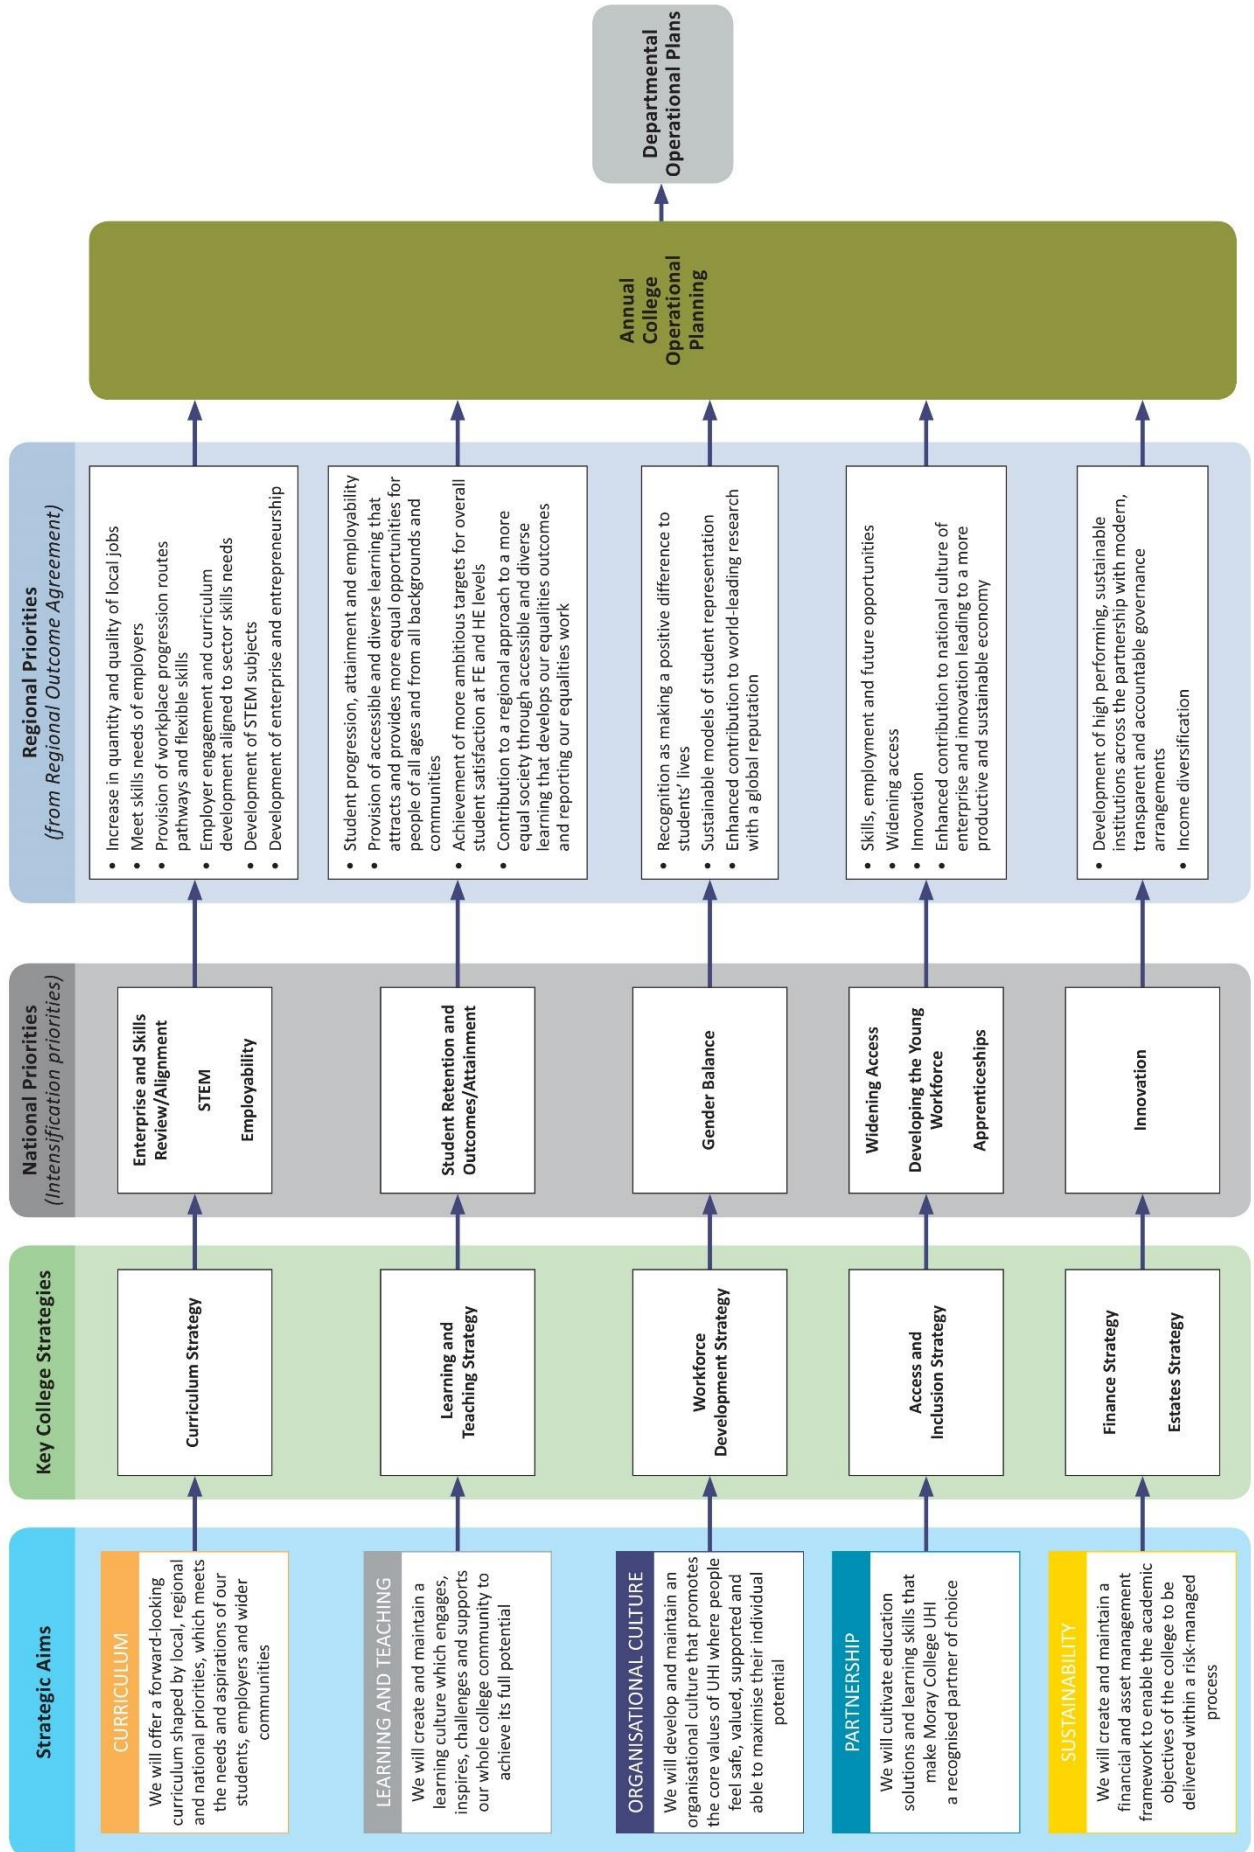 Strategic Aims
CURRICULUM
We will offer a forward-looking
curriculum shaped by local, regional
and national priorities, which meets
the needs and aspirations of our
students, employers and wider
communities
LEARNING AND TEACHING
We will create and maintain a
learning culture which engages,
inspires, challenges and supports
our whole college community to
achieve its full potential
ORGANISATIONAL CULTURE
We will develop and maintain an
organisational culture that promotes
the core values of UHI where people
feel safe, valued, supported and
able to maximise their individual
potential
PARTNERSHIP
We will cultivate education
solutions and learning skills that
make Moray College UHI
a recognised partner of choice
SUSTAINABILITY
We will create and maintain a
financial and asset management
framework to enable the academic
objectives of the college to be
delivered within a risk-managed
process
Key College Strategies
Curriculum Strategy
Learning and
Teaching Strategy
Workforce
Development Strategy
Access and
Inclusion Strategy
Finance Strategy
Estates Strategy
National Priorities
(Intensification priorities)
Enterprise and Skills
Review/Alignment
STEM
Employability
Student Retention and
Outcomes/Attainment
Gender Balance
Widening Access
Developing the Young
Workforce
Apprenticeships
Innovation
Regional Priorities
(from Regional Outcome Agreement)
• Increase in quantity and quality of local jobs
• Meet skills needs of employers
• Provision of workplace progression routes
pathways and flexible skills
• Employer engagement and curriculum
development aligned to sector skills needs
• Development of STEM subjects
• Development of enterprise and entrepreneurship
• Student progression, attainment and employability
• Provision of accessible and diverse learning that
attracts and provides more equal opportunities for
people of all ages and from all backgrounds and
communities
• Achievement of more ambitious targets for overall
student satisfaction at FE and HE levels
• Contribution to a regional approach to a more
equal society through accessible and diverse
learning that develops our equalities outcomes
and reporting our equalities work
• Recognition as making a positive difference to
students' lives
• Sustainable models of student representation
• Enhanced contribution to world-leading research
with a global reputation
• Skills, employment and future opportunities
• Widening access
• Innovation
• Enhanced contribution to national culture of
enterprise and innovation leading to a more
productive and sustainable economy
• Development of high performing, sustainable
institutions across the partnership with modern,
transparent and accountable governance
arrangements
• Income diversification
Annual
College
Operational
Planning
Departmental
Operational Plans